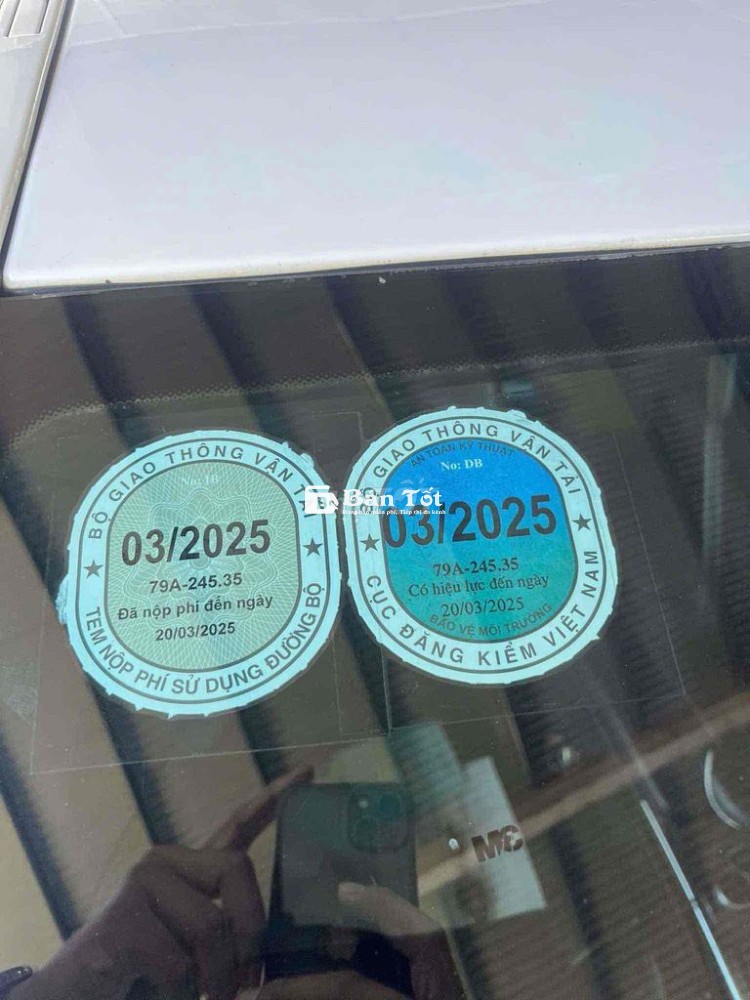 BỘ GIAO THÔNG VẬN T
03/2025
79A-245.35
Đã nộp phí đến ngày
20/03/2025
TEM NỘP PHÍ SỬ DỤNG ĐƯỜNG BỘ
GIAO THÔNG VẬN TẢI
AN TOÀN KỸ THUẬT
No: DB
03/2025
79A-245.35
Có hiệu lực đến ngày
20/03/2025
BẢO VỆ MÔI TRƯỜNG
CỤC ĐĂNG KIỂM VIỆT NAM
Bán Tốt
3M